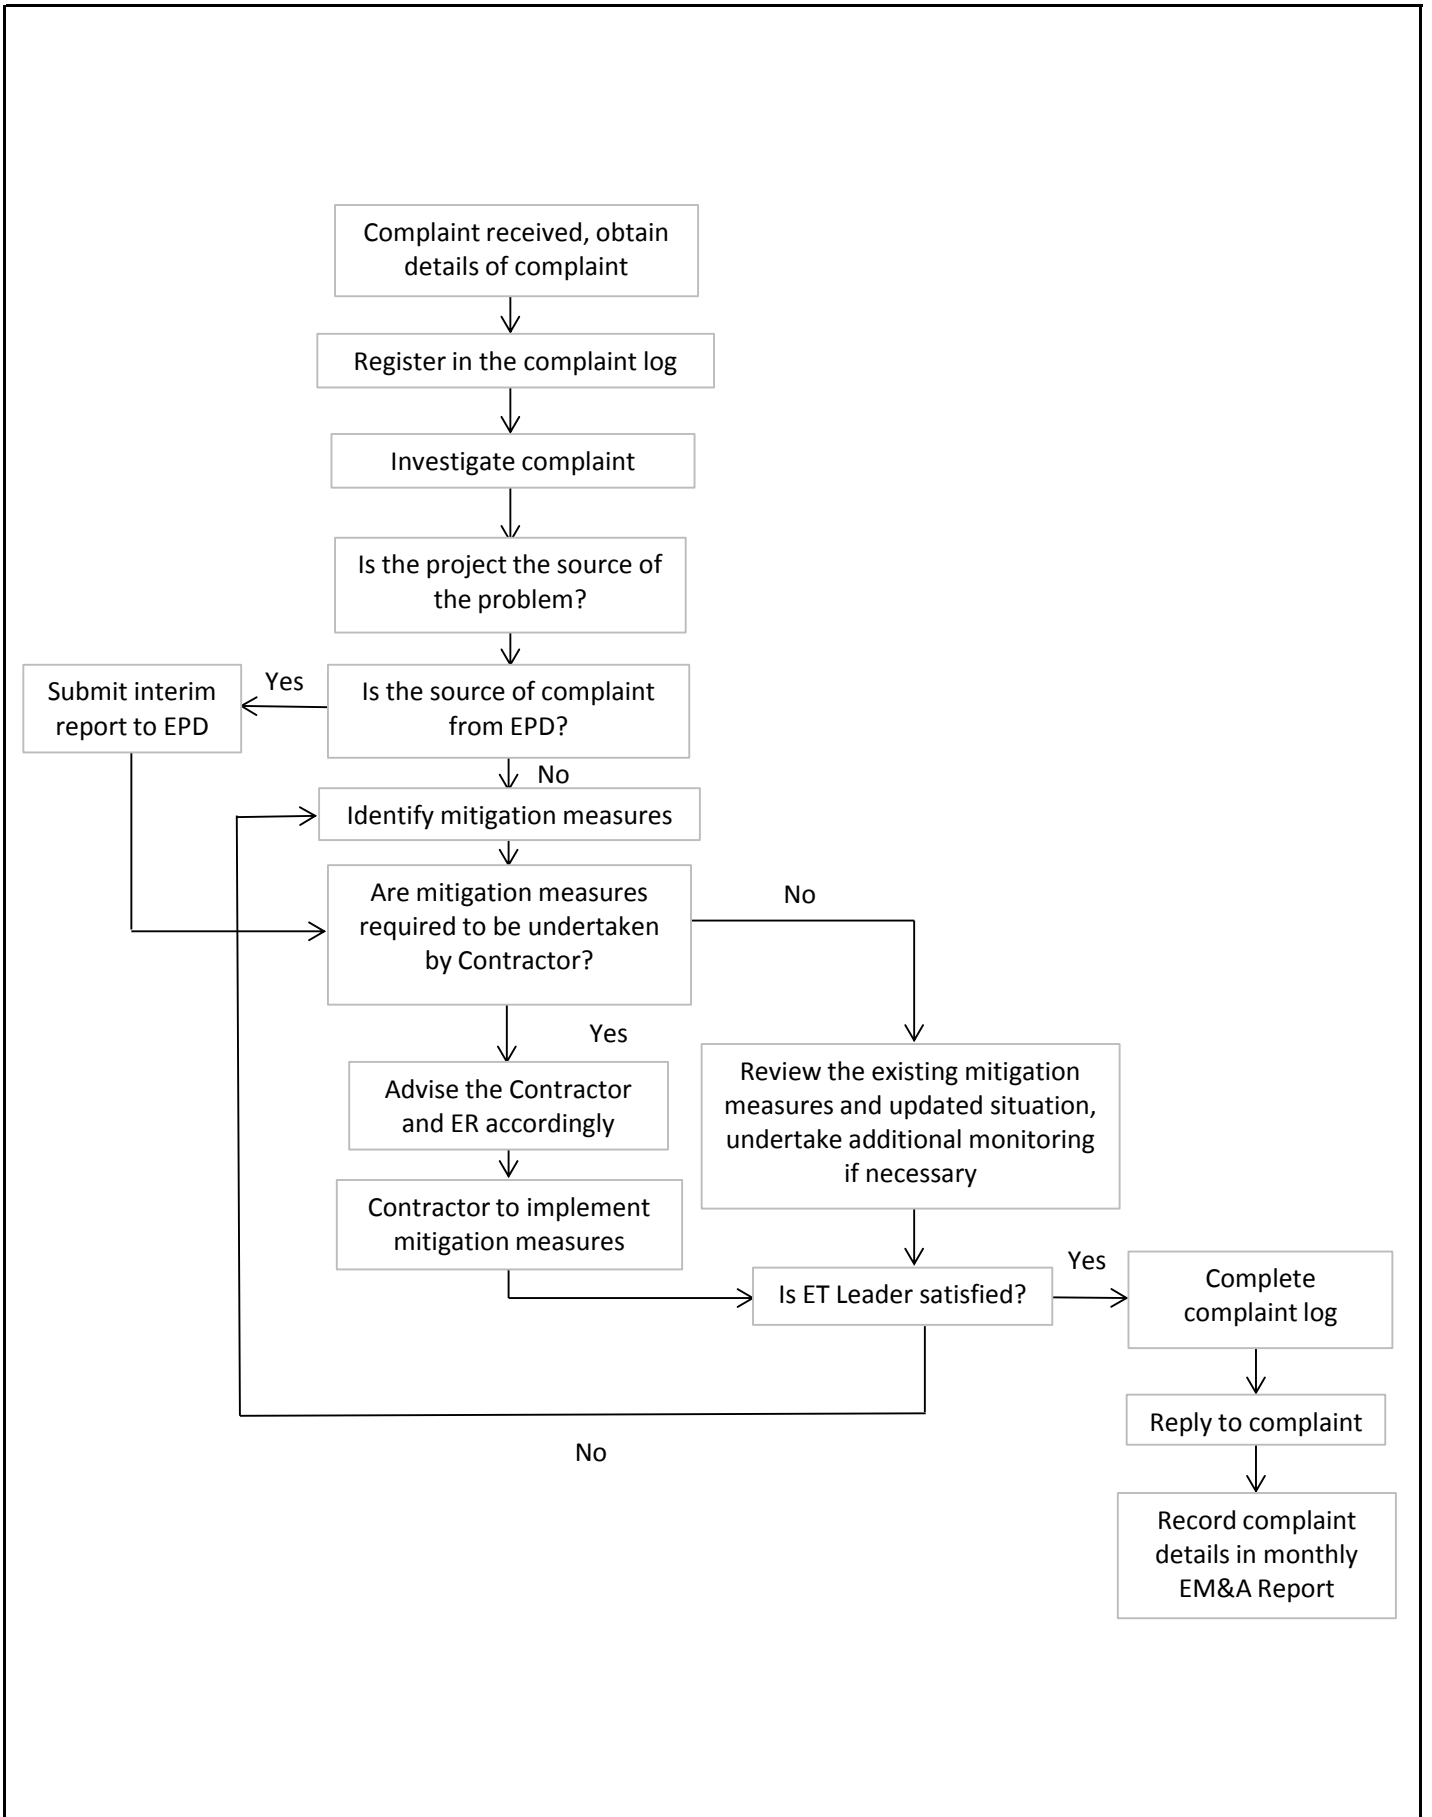 Complaint received, obtain
details of complaint
Register in the complaint log
Investigate complaint
Is the project the source of
the problem?
Submit interim
report to EPD
Yes
Is the source of complaint
from EPD?
No
Identify mitigation measures
Are mitigation measures
required to be undertaken
by Contractor?
No
Yes
Advise the Contractor
and ER accordingly
Review the existing mitigation
measures and updated situation,
undertake additional monitoring
if necessary
Contractor to implement
mitigation measures
Is ET Leader satisfied?
Yes
Complete
complaint log
No
Reply to complaint
Record complaint
details in monthly
EM&A Report